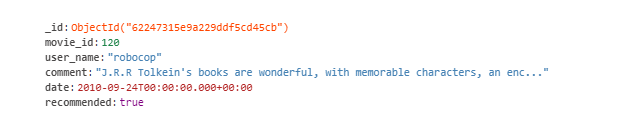 _id: ObjectId("62247315e9a229ddf5cd45cb")
movie_id: 120
user_name: "robocop"
comment: "J.R.R Tolkein's books are wonderful, with memorable characters, an enc..."
date: 2010-09-24T00:00:00.000+00:00
recommended: true